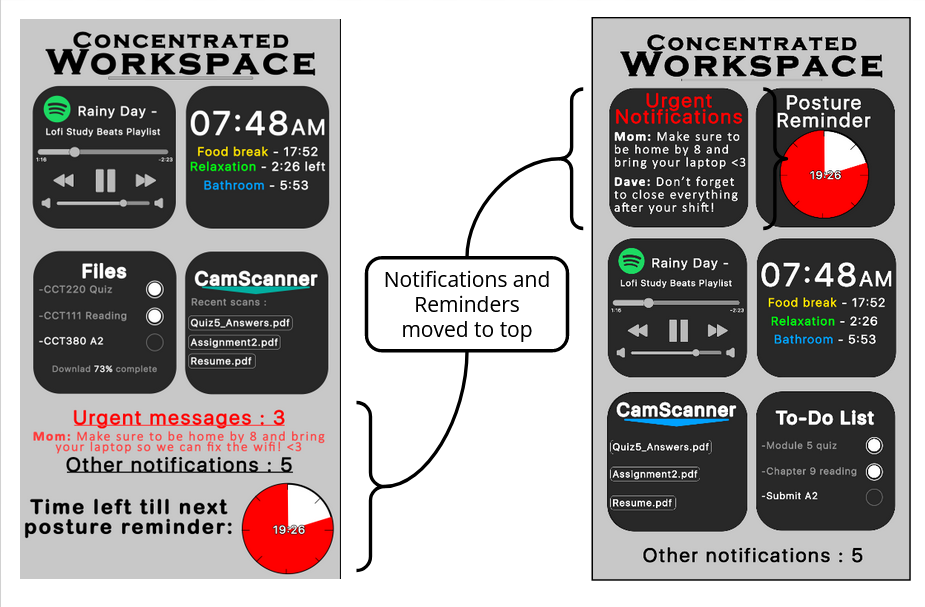 CONCENTRATED
WORKSPACE
Rainy Day -
Lofi Study Beats Playlist
1:16
-2:23
07:48AM
Food break - 17:52
Relaxation - 2:26 left
Bathroom - 5:53
Files
-CCT220 Quiz
-CCT111 Reading
-CCT380 A2
Downlad 73% complete
CamScanner
Recent scans :
Quiz5_Answers.pdf
Assignment2.pdf
Resume.pdf
Urgent messages : 3
Mom: Make sure to be home by 8 and bring
your laptop so we can fix the wifi! <3
Other notifications : 5
Time left till next
posture reminder:
19:26
Notifications and
Reminders
moved to top
CONCENTRATED
WORKSPACE
Urgent
Notifications
Mom: Make sure to
be home by 8 and
bring your laptop <3
Dave: Don't forget
to close everything
after your shift!
Posture
Reminder
19:26
Rainy Day -
Lofi Study Beats Playlist
1:16
-2:23
07:48AM
Food break - 17:52
Relaxation - 2:26
Bathroom - 5:53
CamScanner
Quiz5_Answers.pdf
Assignment2.pdf
Resume.pdf
To-Do List
-Module 5 quiz
-Chapter 9 reading
-Submit A2
Other notifications : 5